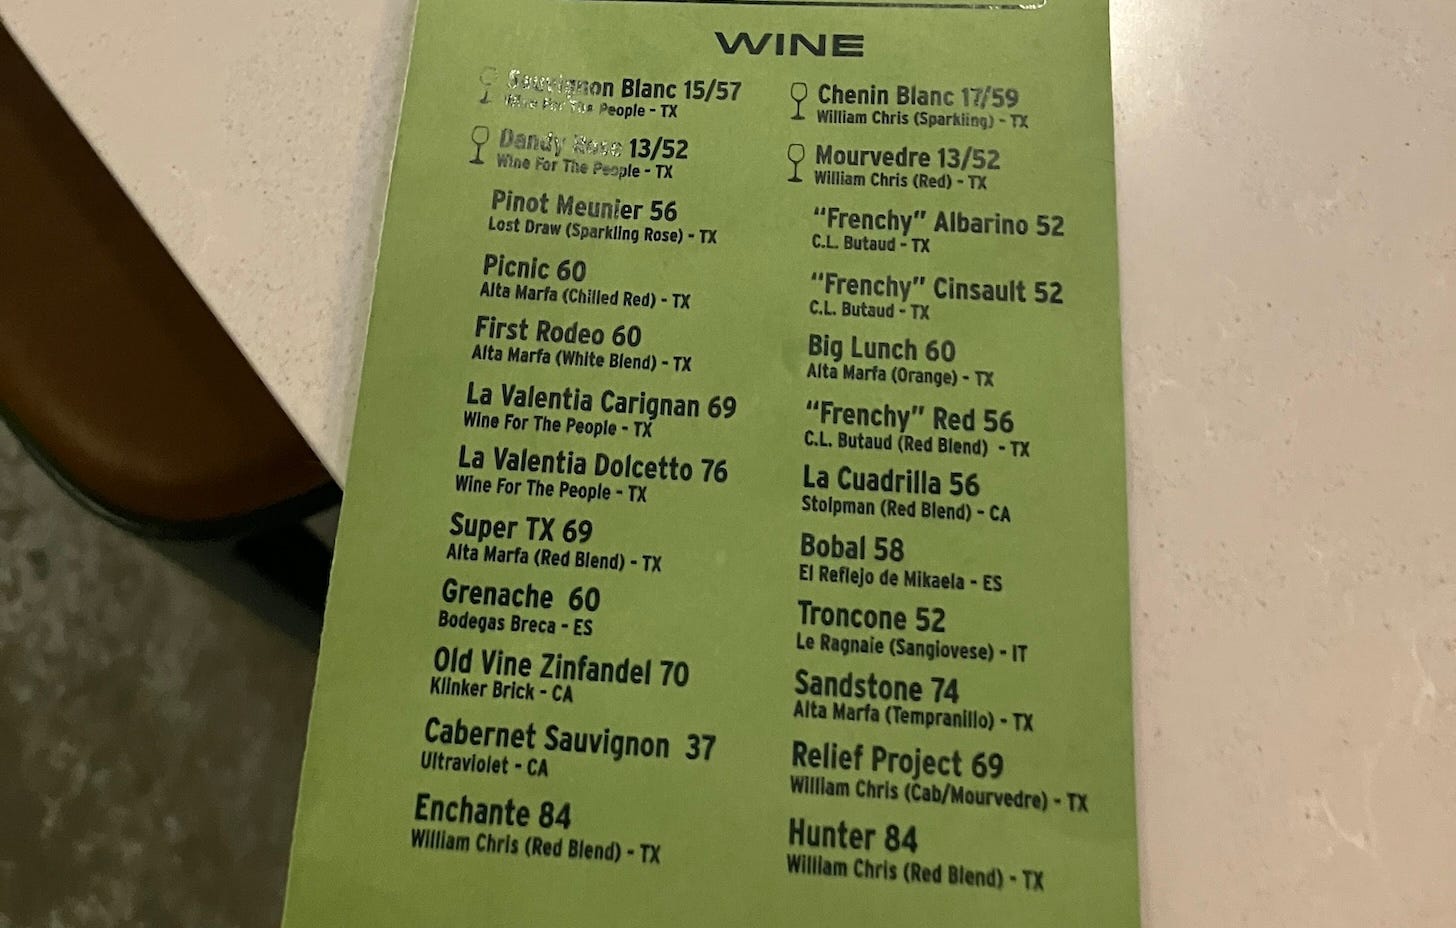 WINE
Sauvignon Blanc 15/57
Wine For The People - TX
Dandy Rose 13/52
Wine For The People - TX
Pinot Meunier 56
Lost Draw (Sparkling Rose) - TX
Picnic 60
Alta Marfa (Chilled Red) - TX
First Rodeo 60
Alta Marfa (White Blend) - TX
La Valentia Carignan 69
Wine For The People - TX
La Valentia Dolcetto 76
Wine For The People - TX
Super TX 69
Alta Marfa (Red Blend) - TX
Grenache 60
Bodegas Breca - ES
Old Vine Zinfandel 70
Klinker Brick - CA
Cabernet Sauvignon 37
Ultraviolet - CA
Enchante 84
William Chris (Red Blend) - TX
Chenin Blanc 17/59
William Chris (Sparkling) - TX
Mourvedre 13/52
William Chris (Red) - TX
"Frenchy" Albarino 52
C.L. Butaud - TX
"Frenchy" Cinsault 52
C.L. Butaud - TX
Big Lunch 60
Alta Marfa (Orange) - TX
"Frenchy" Red 56
C.L. Butaud (Red Blend) - TX
La Cuadrilla 56
Stolpman (Red Blend) - CA
Bobal 58
El Reflejo de Mikaela - ES
Troncone 52
Le Ragnaie (Sangiovese) - IT
Sandstone 74
Alta Marfa (Tempranillo) - TX
Relief Project 69
William Chris (Cab/Mourvedre) - TX
Hunter 84
William Chris (Red Blend) - TX